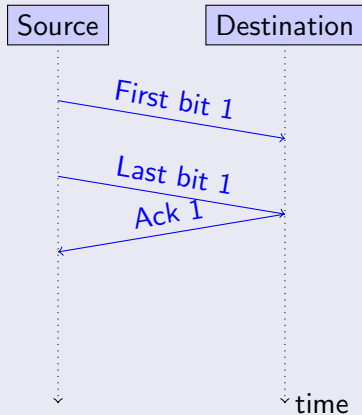 Source
Destination
First bit 1
Last bit 1
Ack 1
time